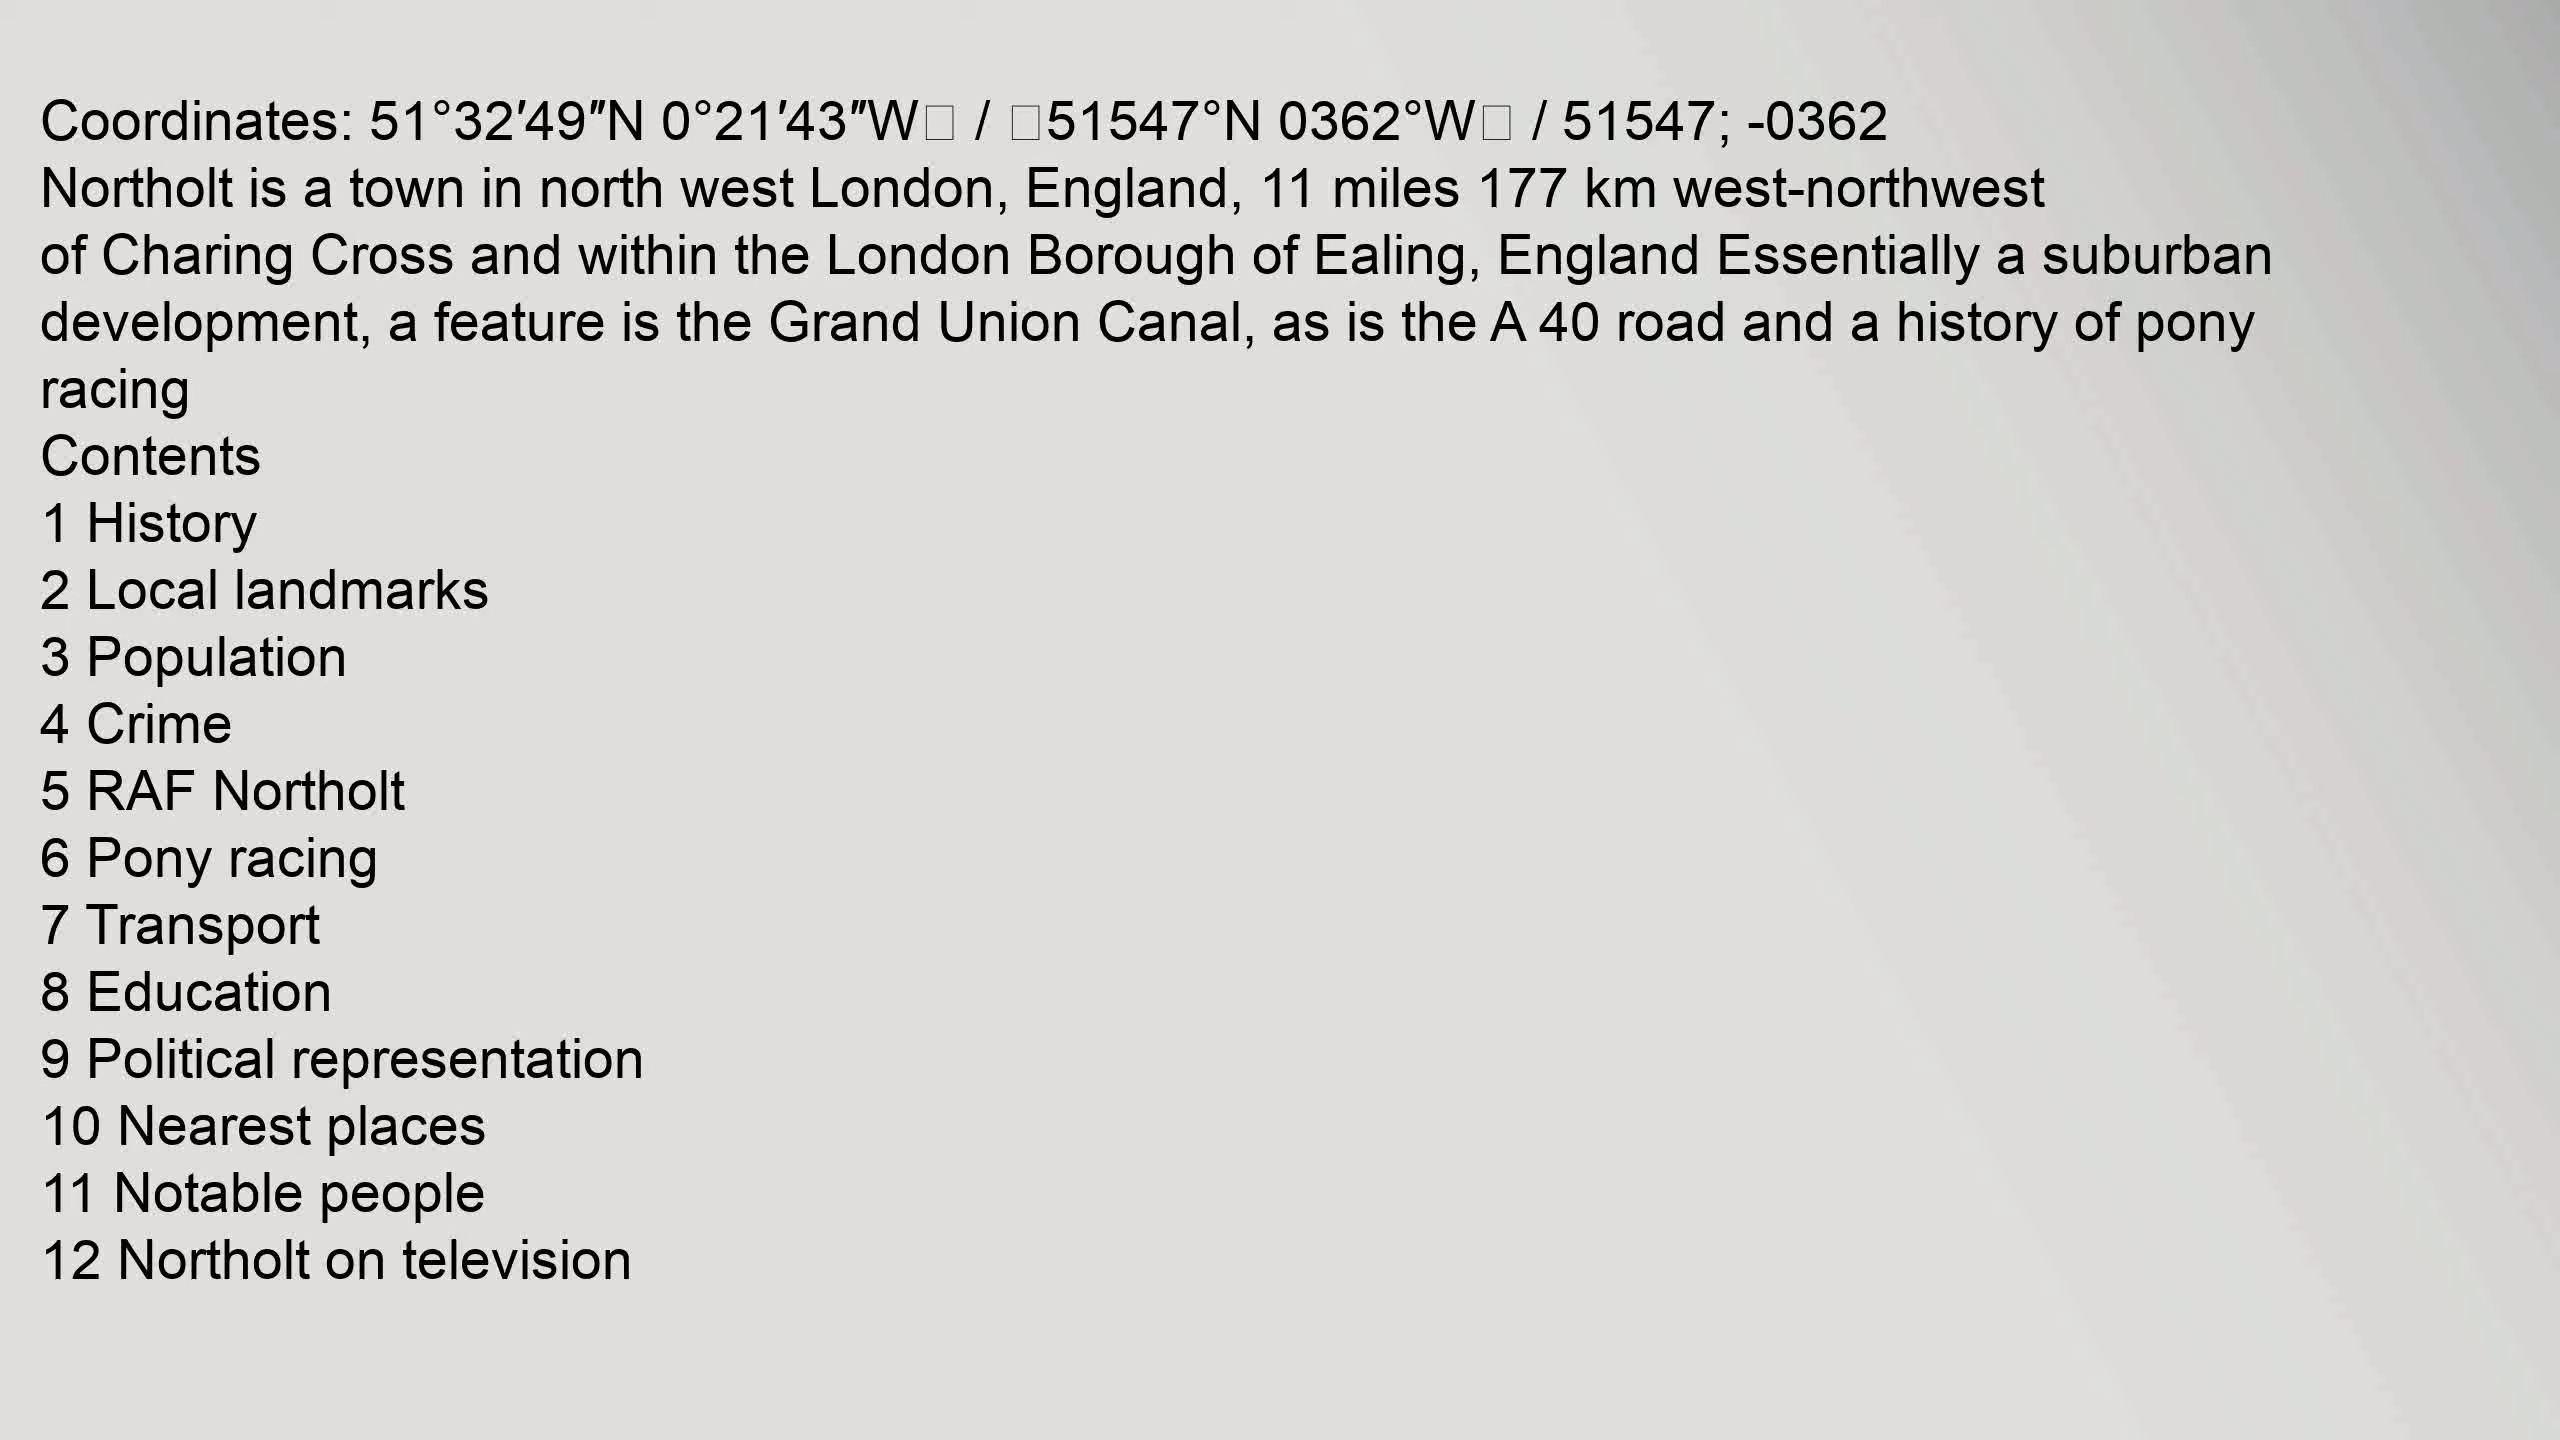 Coordinates: 51°32′49″N 0°21′43″W□ / □51547°N 0362°W□ / 51547; -0362
Northolt is a town in north west London, England, 11 miles 177 km west-northwest
of Charing Cross and within the London Borough of Ealing, England Essentially a suburban
development, a feature is the Grand Union Canal, as is the A 40 road and a history of pony
racing
Contents
1 History
2 Local landmarks
3 Population
4 Crime
5 RAF Northolt
6 Pony racing
7 Transport
8 Education
9 Political representation
10 Nearest places
11 Notable people
12 Northolt on television